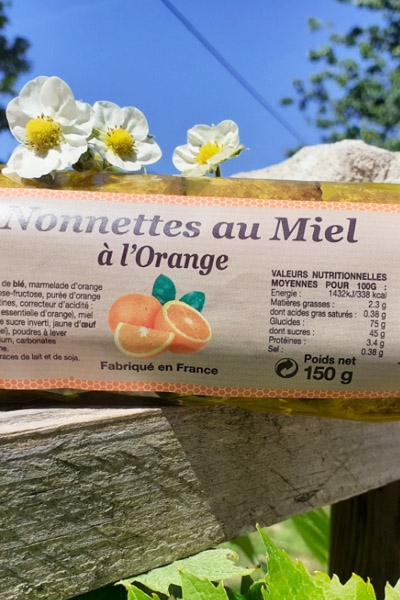 Nonnettes au Miel
à l'Orange
de blé, marmelade d'orange
se-fructose, purée d'orange
correcteur d'acidité :
essentielle d'orange), miel
sucre inverti, jaune d'œuf
poudres à lever
carbonates
races de lait et de soja.
Fabriqué en France
VALEURS NUTRITIONNELLES
MOYENNES POUR 100G :
Energie : 1432kJ/338 kcal
Matières grasses : 2.3 g
dont acides gras saturés : 0.38 g
Glucides : 75 g
dont sucres : 45 g
Protéines : 3.4 g
Sel : 0.38 g
Poids net
150 g